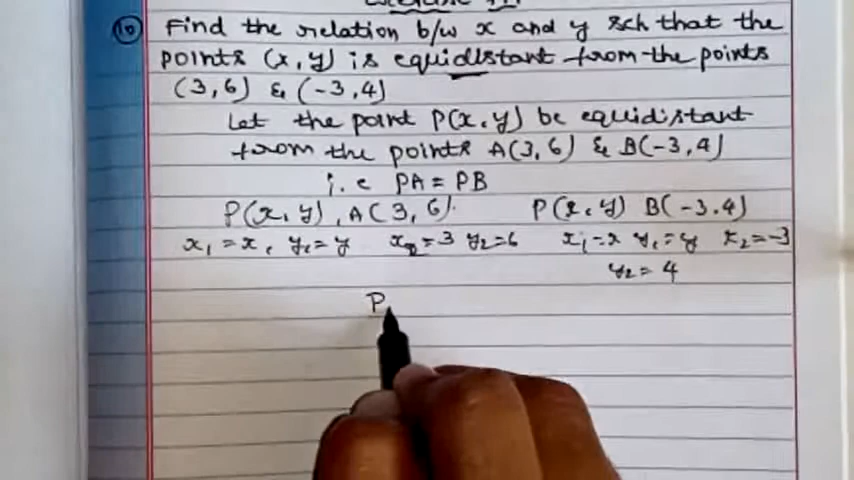 10 Find the relation b/w x and y sch that the
points (x,y) is equidistant from the points
(3,6) & (-3,4)
Let the point P(x,y) be equidistant
from the points A(3,6) & B(-3,4)
i.e PA = PB
P(x,y), A(3,6). P(x,y) B(-3.4)
x₁=x, y₁=y x₂=3 y₂=6 x₁=x y₁=y x₂=-3
y₂=4
P